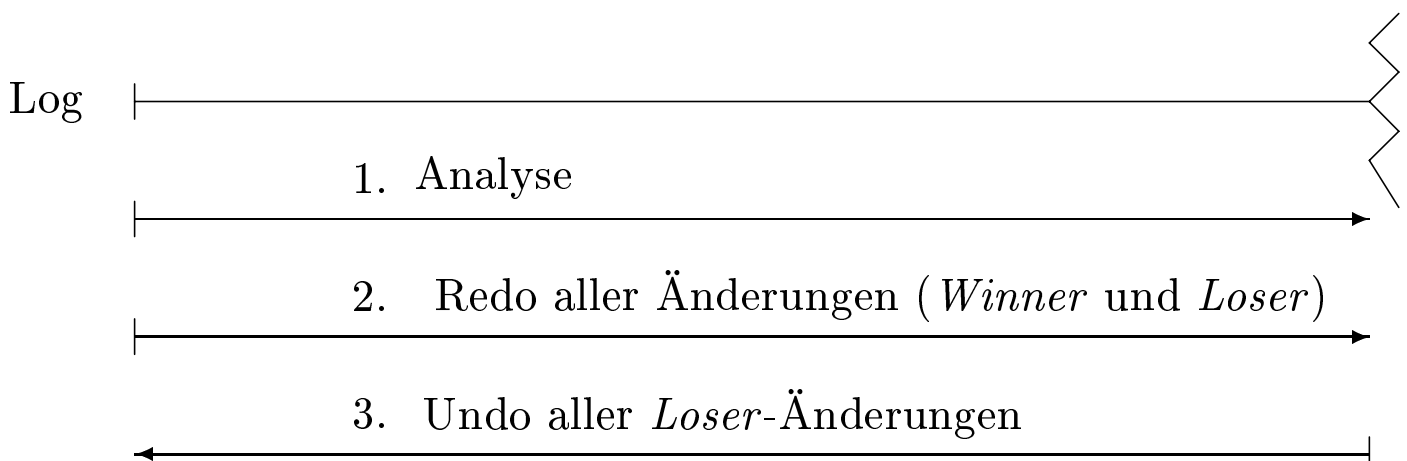 Log
1. Analyse
2. Redo aller Änderungen (Winner und Loser)
3. Undo aller Loser-Änderungen